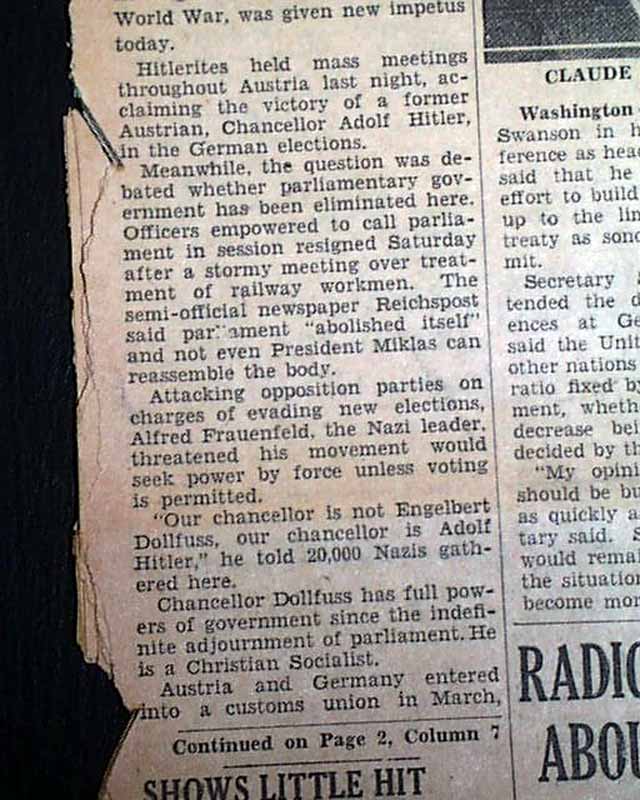 World War, was given new impetus
today.
Hitlerites held mass meetings
throughout Austria last night, ac-
claiming the victory of a former
Austrian, Chancellor Adolf Hitler,
in the German elections.
Meanwhile, the question was de-
bated whether parliamentary gov-
ernment has been eliminated here.
Officers empowered to call parlia-
ment in session resigned Saturday
after a stormy meeting over treat-
ment of railway workmen. The
semi-official newspaper Reichspost
said parliament "abolished itself"
and not even President Miklas can
reassemble the body.
Attacking opposition parties on
charges of evading new elections,
Alfred Frauenfeld, the Nazi leader,
threatened his movement would
seek power by force unless voting
is permitted.
"Our chancellor is not Engelbert
Dollfuss, our chancellor is Adolf
Hitler," he told 20,000 Nazis gath-
ered here.
Chancellor Dollfuss has full pow-
ers of government since the indefi-
nite adjournment of parliament. He
is a Christian Socialist.
Austria and Germany entered
into a customs union in March,
Continued on Page 2, Column 7
SHOWS LITTLE HIT
CLAUDE
Washington
Swanson in h
ference as hea
said that he
effort to build
up to the lin
treaty as soon
mit.
Secretary
tended the d
ences at Ge
said the Unit
other nations
ratio fixed b
ment, wheth
decrease bei
decided by th
"My opini
should be bu
as quickly a
tary said. S
would remai
the situation
become mor
RADIO
ABOU